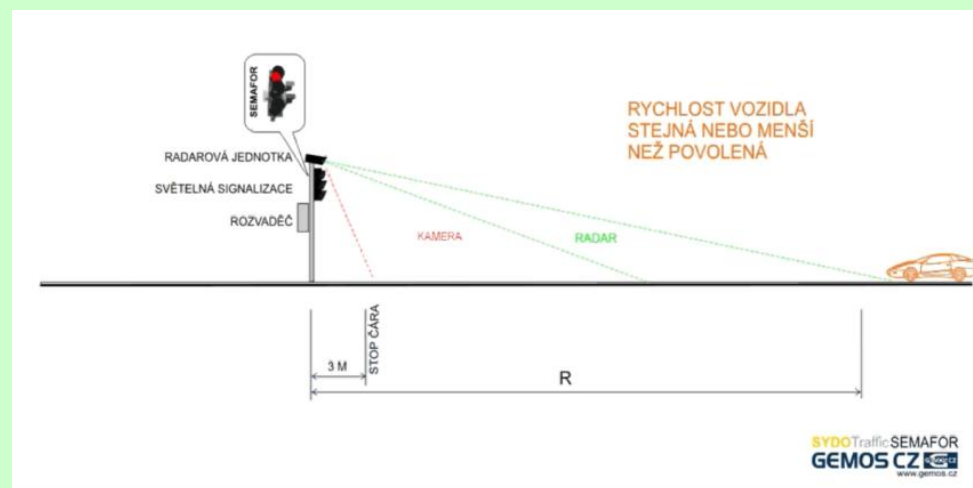 SEMAFOR
RADAROVÁ JEDNOTKA
SVĚTELNÁ SIGNALIZACE
ROZVADĚČ
KAMERA
RADAR
RYCHLOST VOZIDLA
STEJNÁ NEBO MENŠÍ
NEŽ POVOLENÁ
3 M
STOP ČÁRA
R
SYDOTrafficSEMAFOR
GEMOS CZ
www.gemos.cz